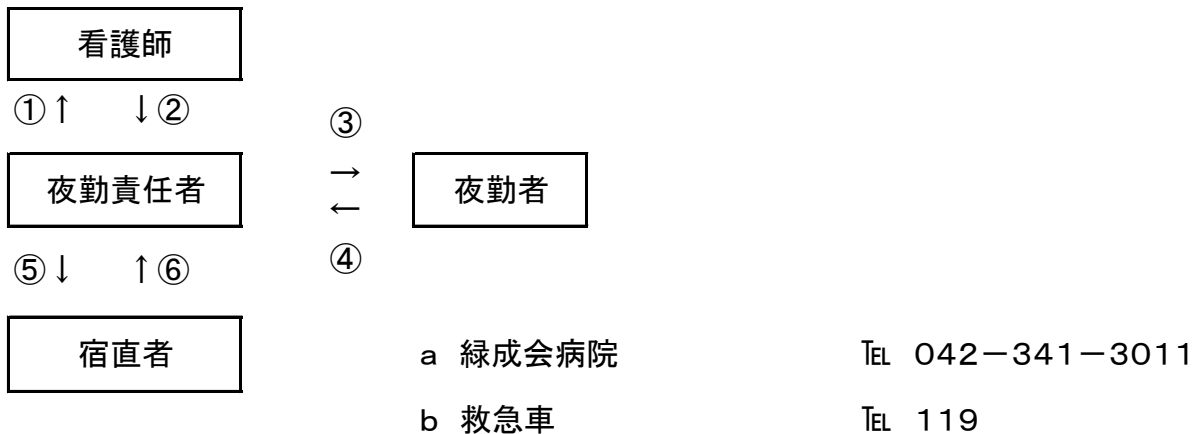 看護師
①↑ ↓②
③
夜勤責任者
→
←
夜勤者
④
⑤↓ ↑⑥
宿直者
a 緑成会病院 ℡ 042－341－3011
b 救急車 ℡ 119